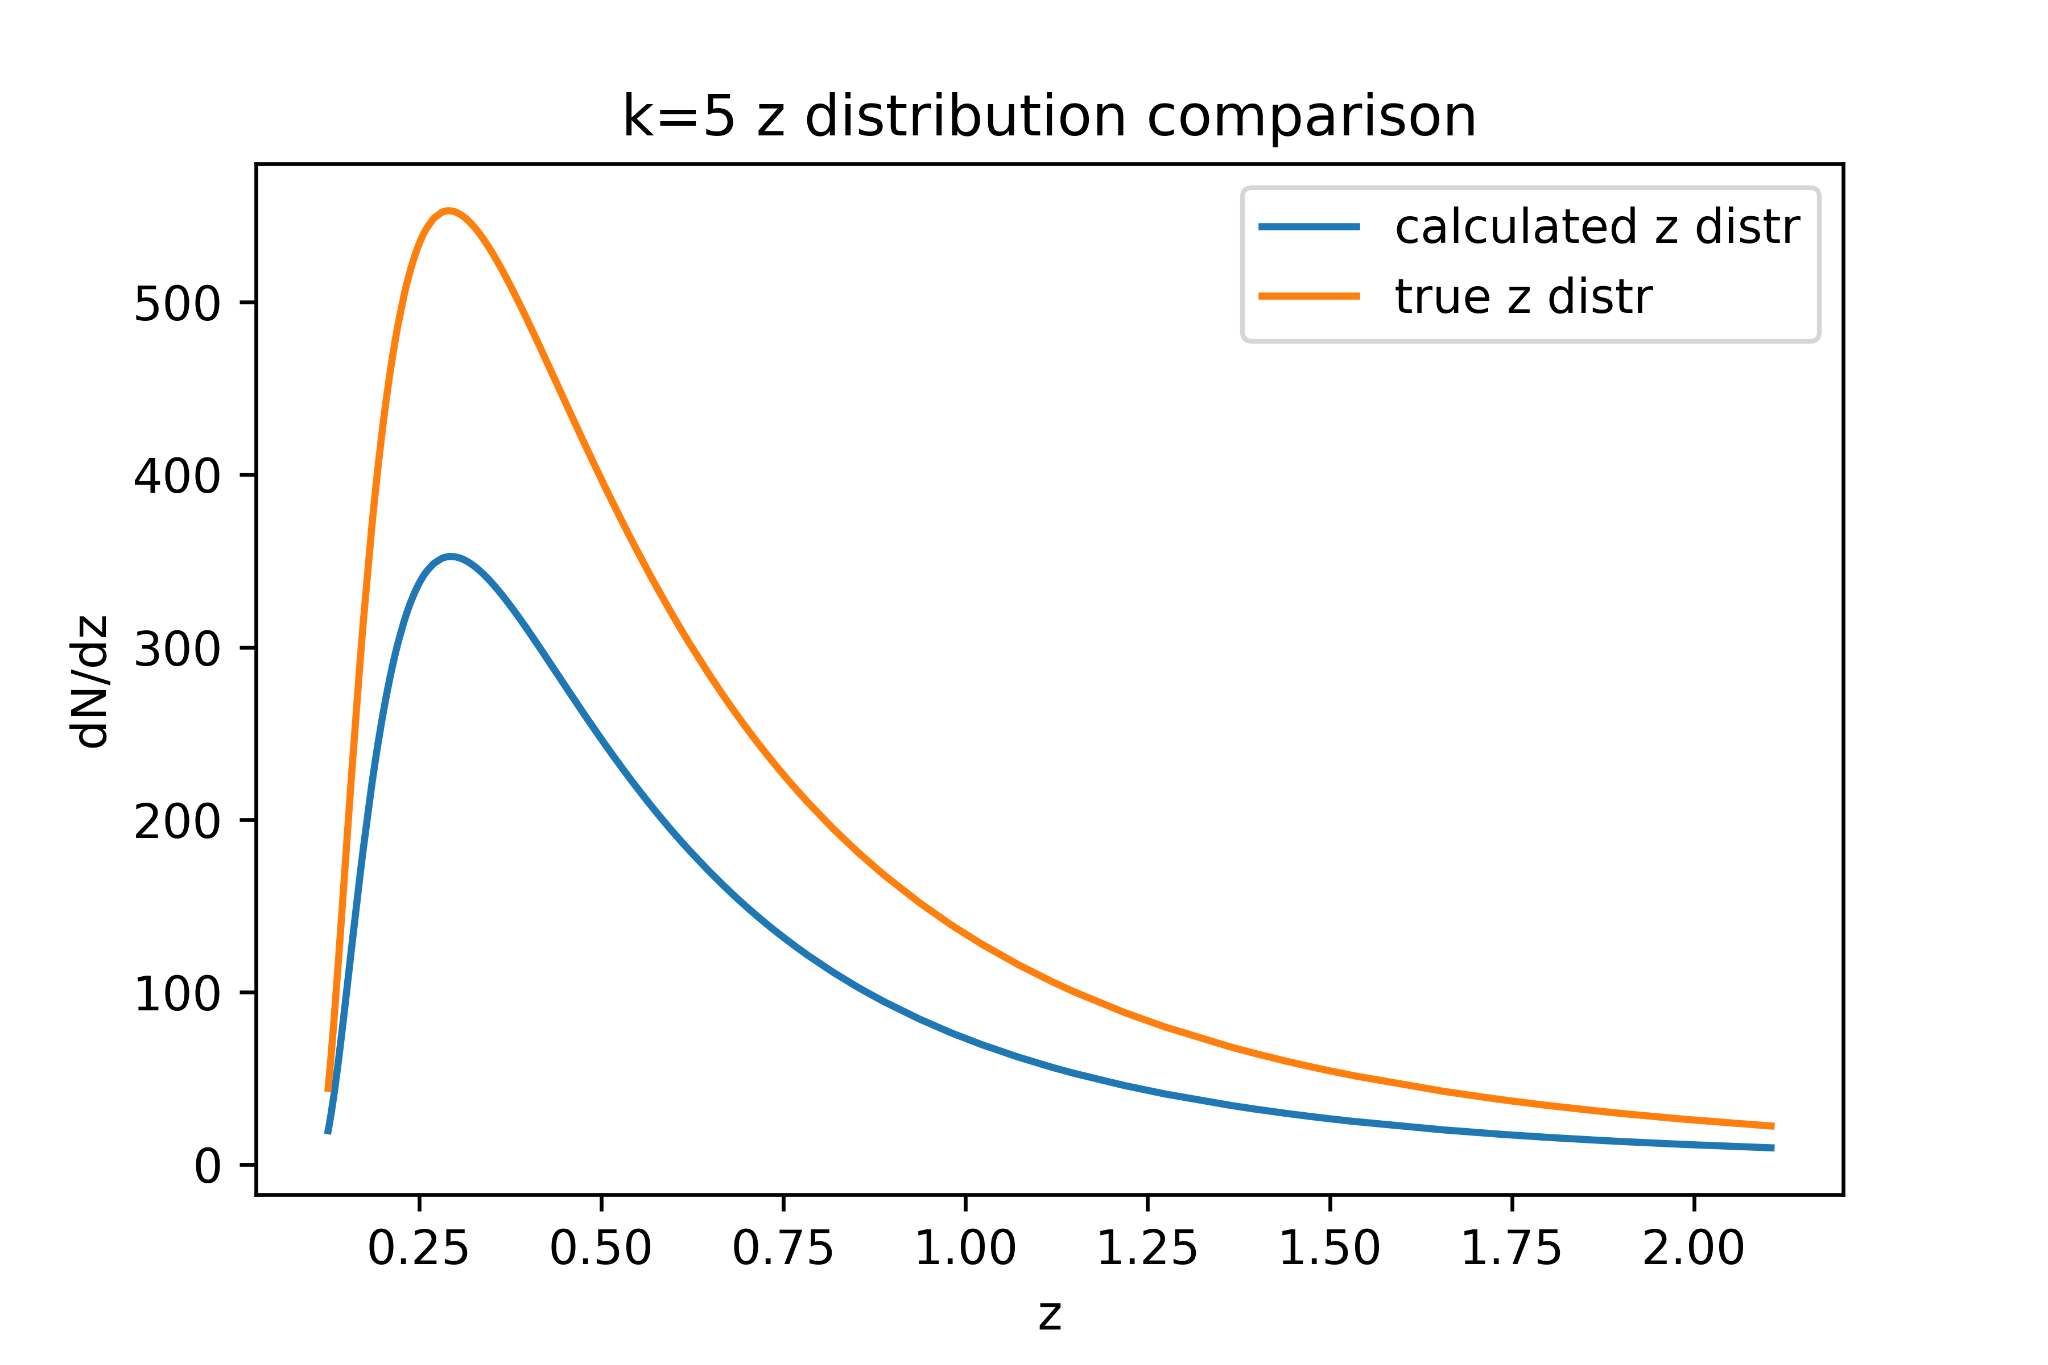 k=5 z distribution comparison
calculated z distr
true z distr
dN/dz
500
400
300
200
100
0
0.25 0.50 0.75 1.00 1.25 1.50 1.75 2.00
z